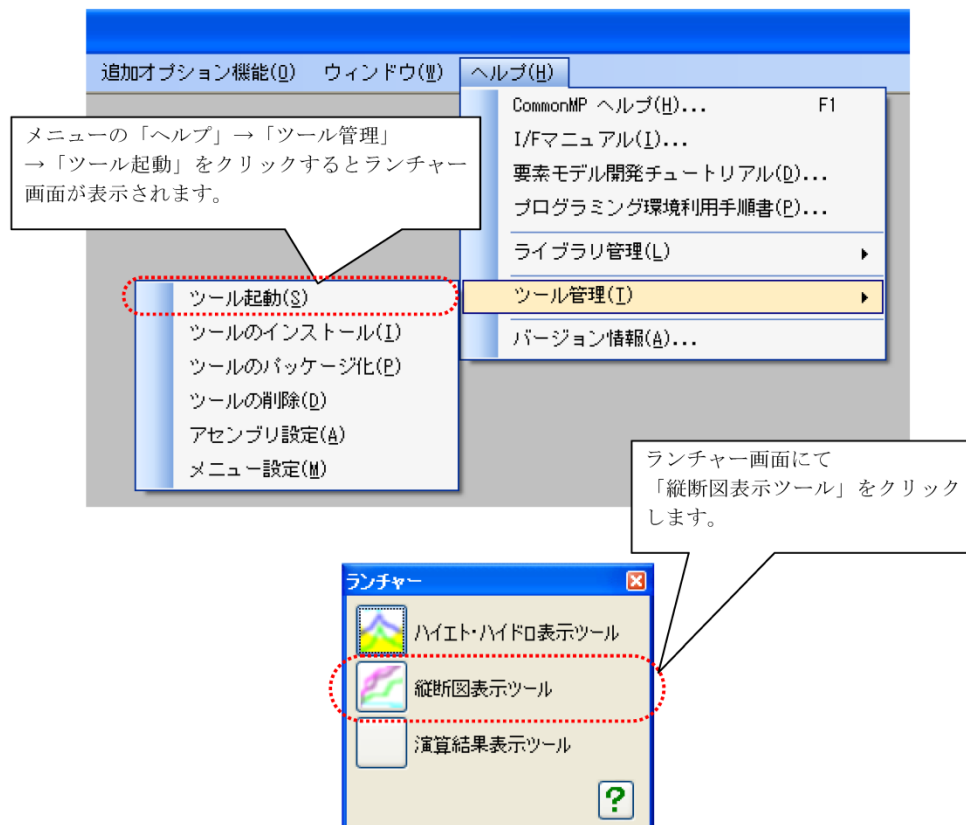 追加オプション機能(O) ウィンドウ(W) ヘルプ(H)
CommonMP ヘルプ(H)... F1
I/Fマニュアル(I)...
要素モデル開発チュートリアル(D)...
プログラミング環境利用手順書(P)...
ライブラリ管理(L)
ツール管理(T)
バージョン情報(A)...
メニューの「ヘルプ」→「ツール管理」
→「ツール起動」をクリックするとランチャー
画面が表示されます。
ツール起動(S)
ツールのインストール(I)
ツールのパッケージ化(P)
ツールの削除(D)
アセンブリ設定(A)
メニュー設定(M)
ランチャー画面にて
「縦断図表示ツール」をクリック
します。
ランチャー
ハイエト・ハイドロ表示ツール
縦断図表示ツール
演算結果表示ツール
?